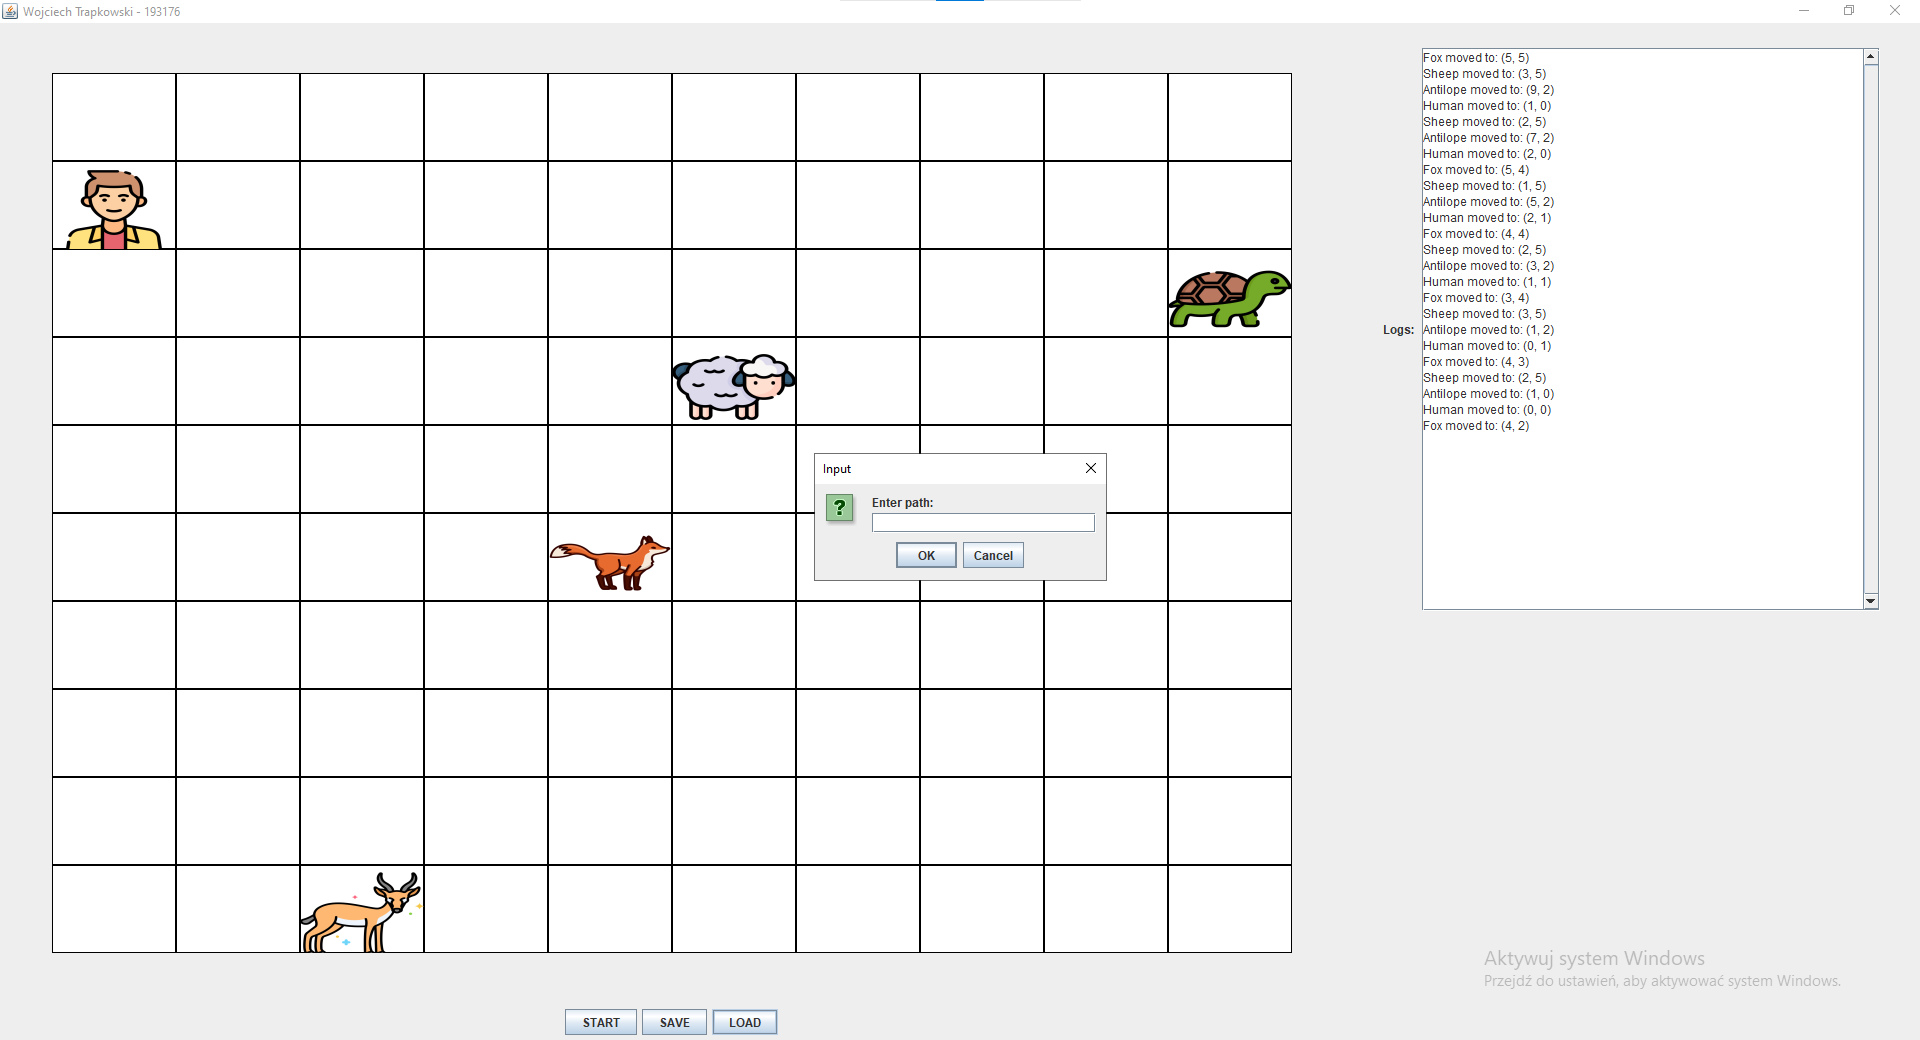 Wojciech Trapkowski - 193176
Fox moved to: (5, 5)
Sheep moved to: (3, 5)
Antilope moved to: (9, 2)
Human moved to: (1, 0)
Sheep moved to: (2, 5)
Antilope moved to: (7, 2)
Human moved to: (2, 0)
Fox moved to: (5, 4)
Sheep moved to: (1, 5)
Antilope moved to: (5, 2)
Human moved to: (2, 1)
Fox moved to: (4, 4)
Sheep moved to: (2, 5)
Antilope moved to: (3, 2)
Human moved to: (1, 1)
Fox moved to: (3, 4)
Sheep moved to: (3, 5)
Logs:
Antilope moved to: (1, 2)
Human moved to: (0, 1)
Fox moved to: (4, 3)
Sheep moved to: (2, 5)
Antilope moved to: (1, 0)
Human moved to: (0, 0)
Fox moved to: (4, 2)
Input
?
Enter path:
OK
Cancel
Aktywuj system Windows
Przejdź do ustawień, aby aktywować system Windows.
START
SAVE
LOAD